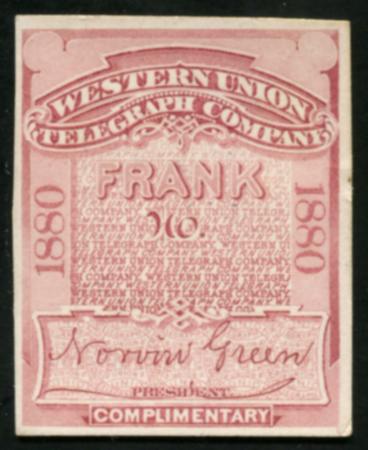 WESTERN UNION
TELEGRAPH COMPANY
FRANK
No.
1880
1880
Norvin Green
PRESIDENT
COMPLIMENTARY